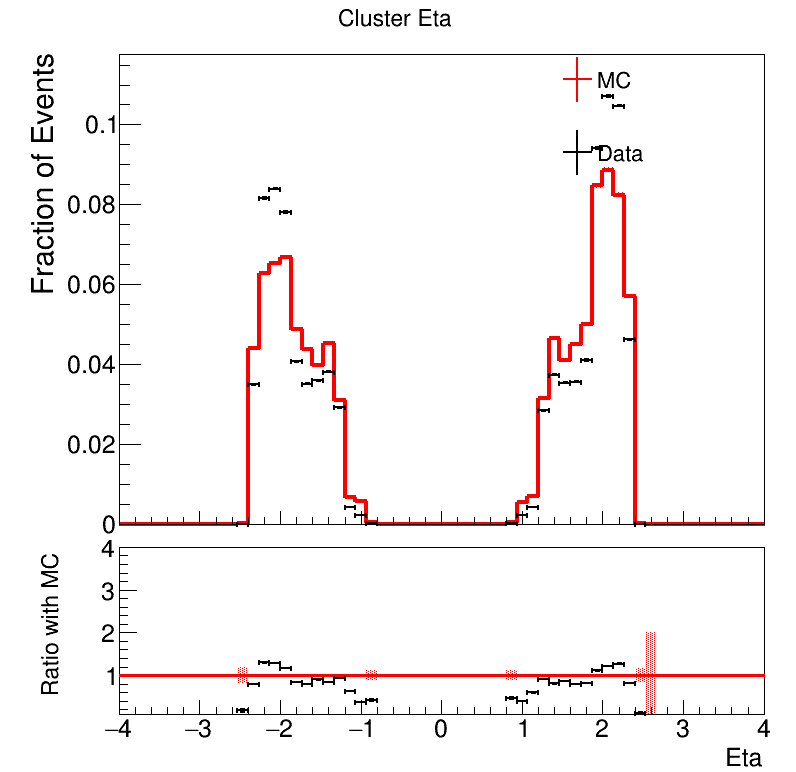 Cluster Eta
Fraction of Events
0.1
0.08
0.06
0.04
0.02
0
MC
Data
Ratio with MC
4
3
2
1
−4 −3 −2 −1 0 1 2 3 4
Eta